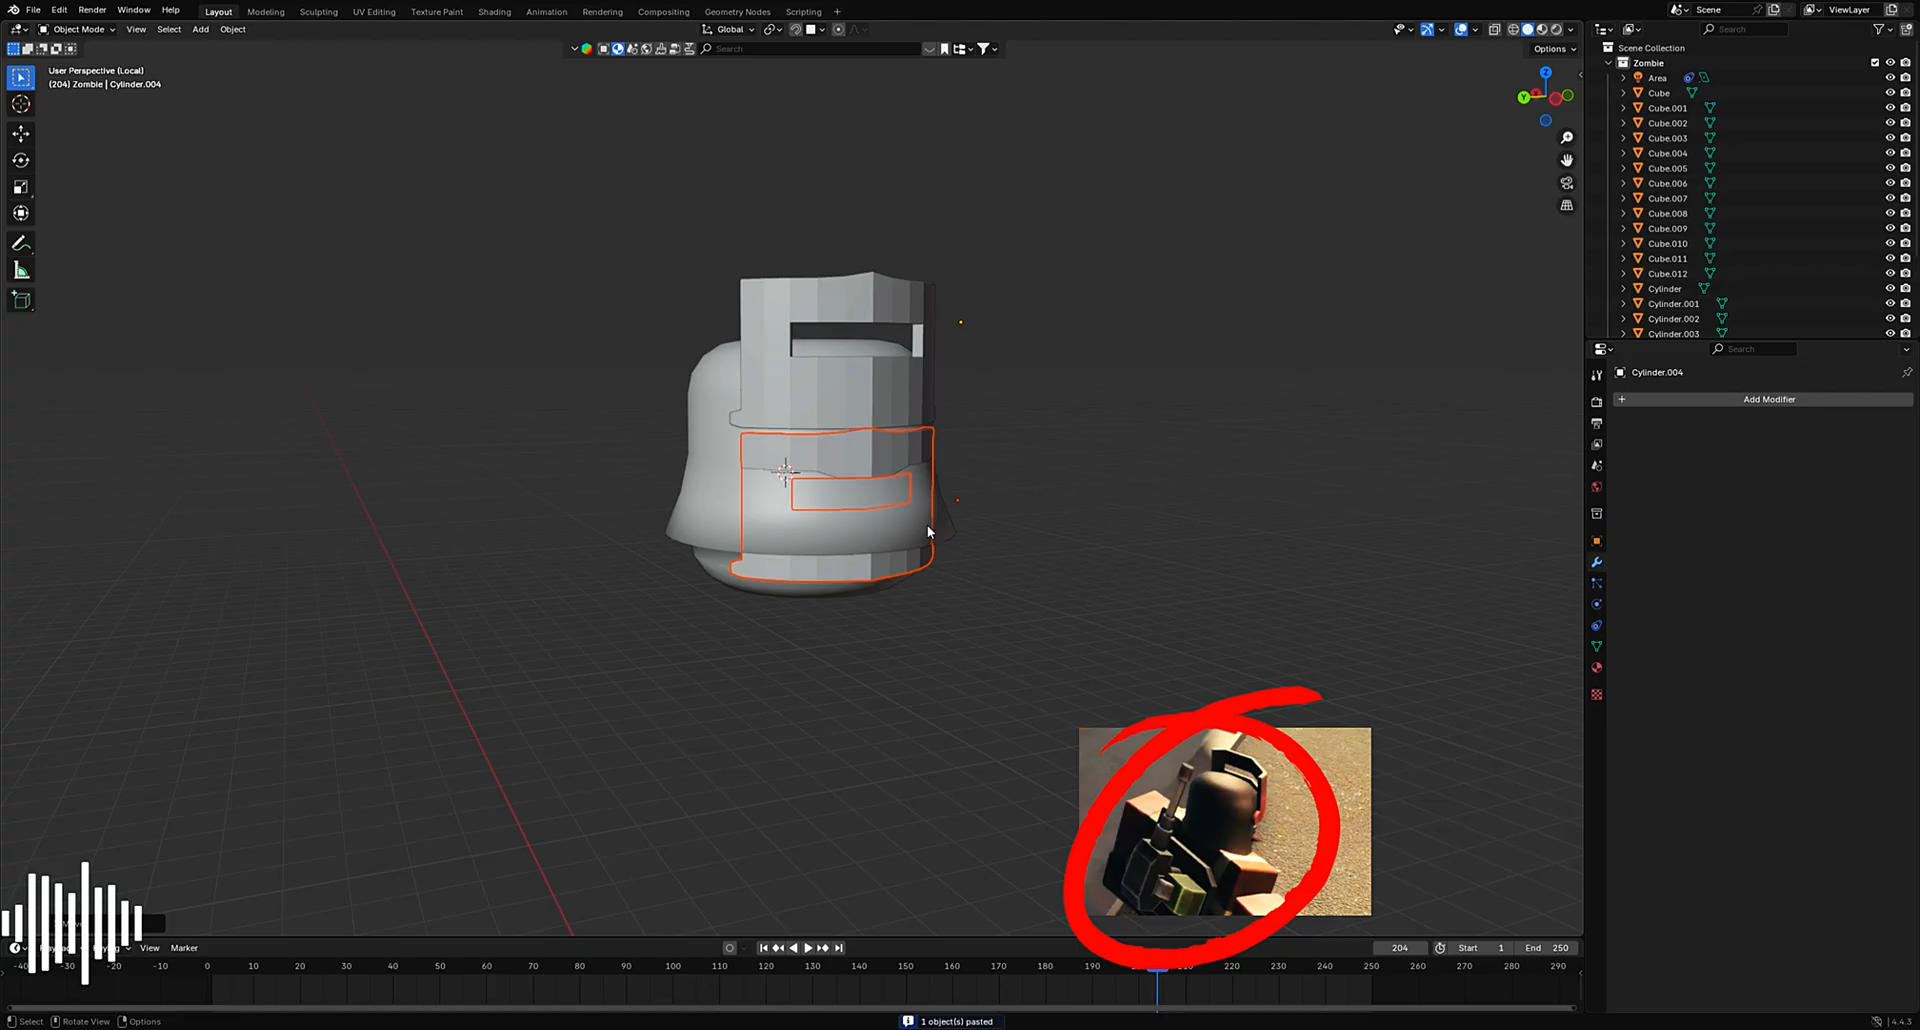 File Edit Render Window Help Layout Modeling Sculpting UV Editing Texture Paint Shading Animation Rendering Compositing Geometry Nodes Scripting + Scene ViewLayer
Object Mode View Select Add Object Global Search
Search Options
User Perspective (Local)
(204) Zombie | Cylinder.004
Z
Y
Scene Collection
Zombie
Area
Cube
Cube.001
Cube.002
Cube.003
Cube.004
Cube.005
Cube.006
Cube.007
Cube.008
Cube.009
Cube.010
Cube.011
Cube.012
Cylinder
Cylinder.001
Cylinder.002
Cylinder.003
Search
Cylinder.004
+ Add Modifier
View Marker 204 Start 1 End 250
-40 -30 -20 -10 0 10 20 30 40 50 60 70 80 90 100 110 120 130 140 150 160 170 180 190 220 230 240 250 260 270 280 290
Select Rotate View Options 1 object(s) pasted 4.4.3